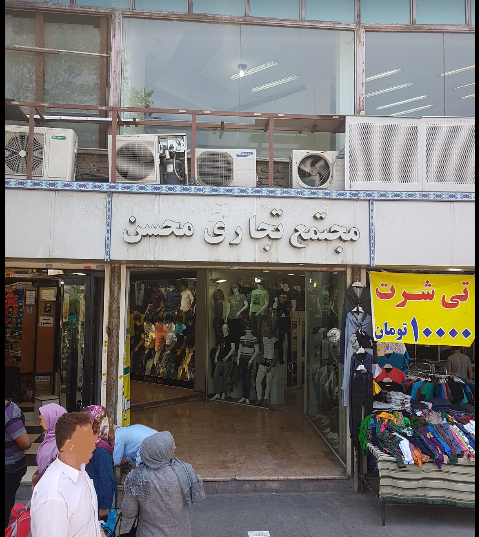 مجتمع تجاری محسن
تی شرت
۱۰۰۰۰ تومان